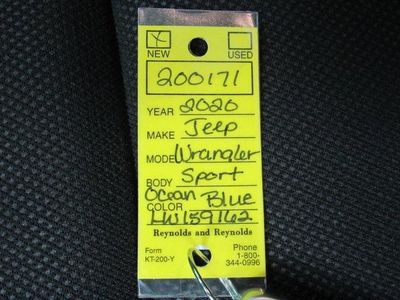 X
NEW USED
200171
YEAR 2020
MAKE Jeep
MODE Wrangler
BODY Sport
COLOR Ocean Blue
LW159162
Reynolds and Reynolds
Form Phone
KT-200-Y 1-800-
344-0996